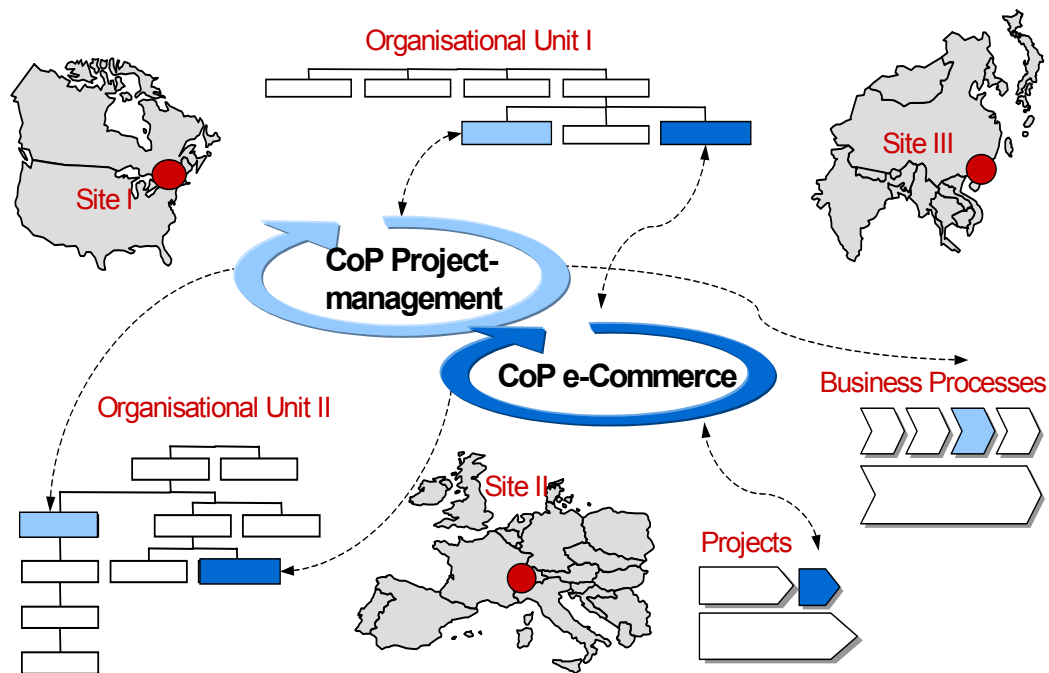 Organisational Unit I
Site I
Site III
CoP Project-
management
CoP e-Commerce
Business Processes
Organisational Unit II
Site II
Projects